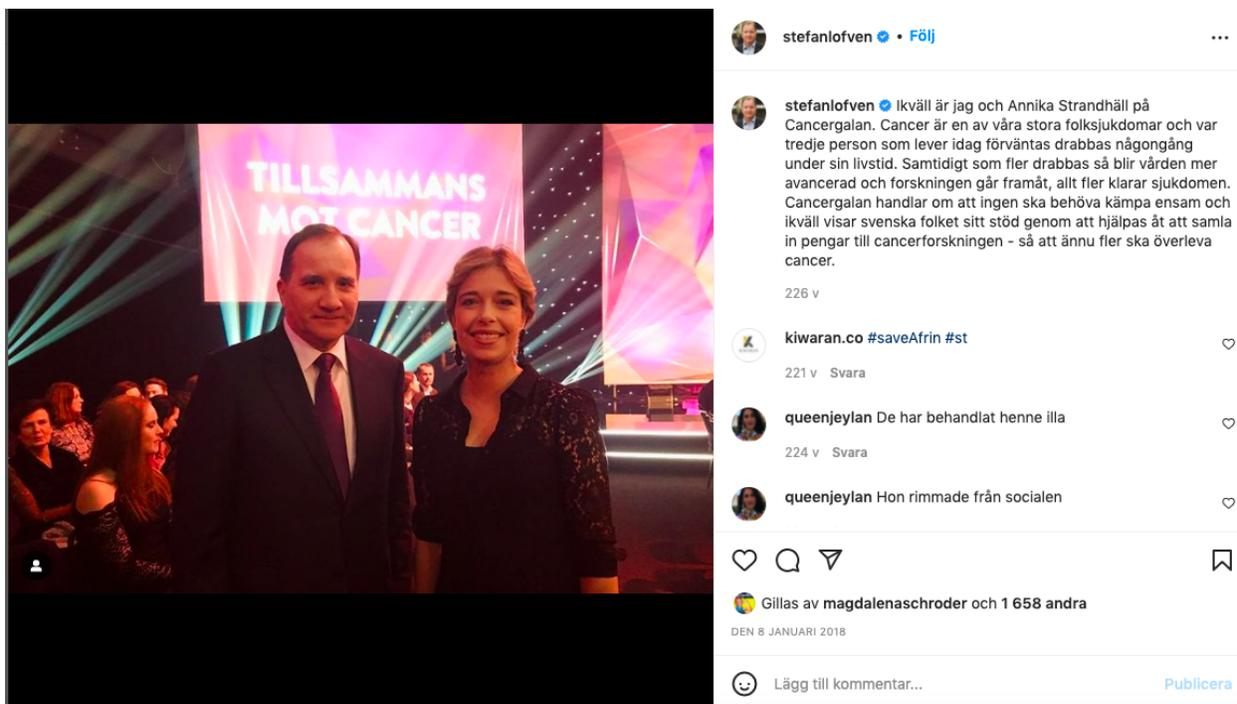 TILLSAMMANS
MOT CANCER
stefanlofven • Följ
stefanlofven Ikväll är jag och Annika Strandhäll på
Cancergalan. Cancer är en av våra stora folksjukdomar och var
tredje person som lever idag förväntas drabbas någongång
under sin livstid. Samtidigt som fler drabbas så blir vården mer
avancerad och forskningen går framåt, allt fler klarar sjukdomen.
Cancergalan handlar om att ingen ska behöva kämpa ensam och
ikväll visar svenska folket sitt stöd genom att hjälpas åt att samla
in pengar till cancerforskningen - så att ännu fler ska överleva
cancer.
226 v
kiwaran.co #saveAfrin #st
221 v Svara
queenjeylan De har behandlat henne illa
224 v Svara
queenjeylan Hon rimmade från socialen
Gillas av magdalenaschroder och 1 658 andra
DEN 8 JANUARI 2018
Lägg till kommentar...
Publicera